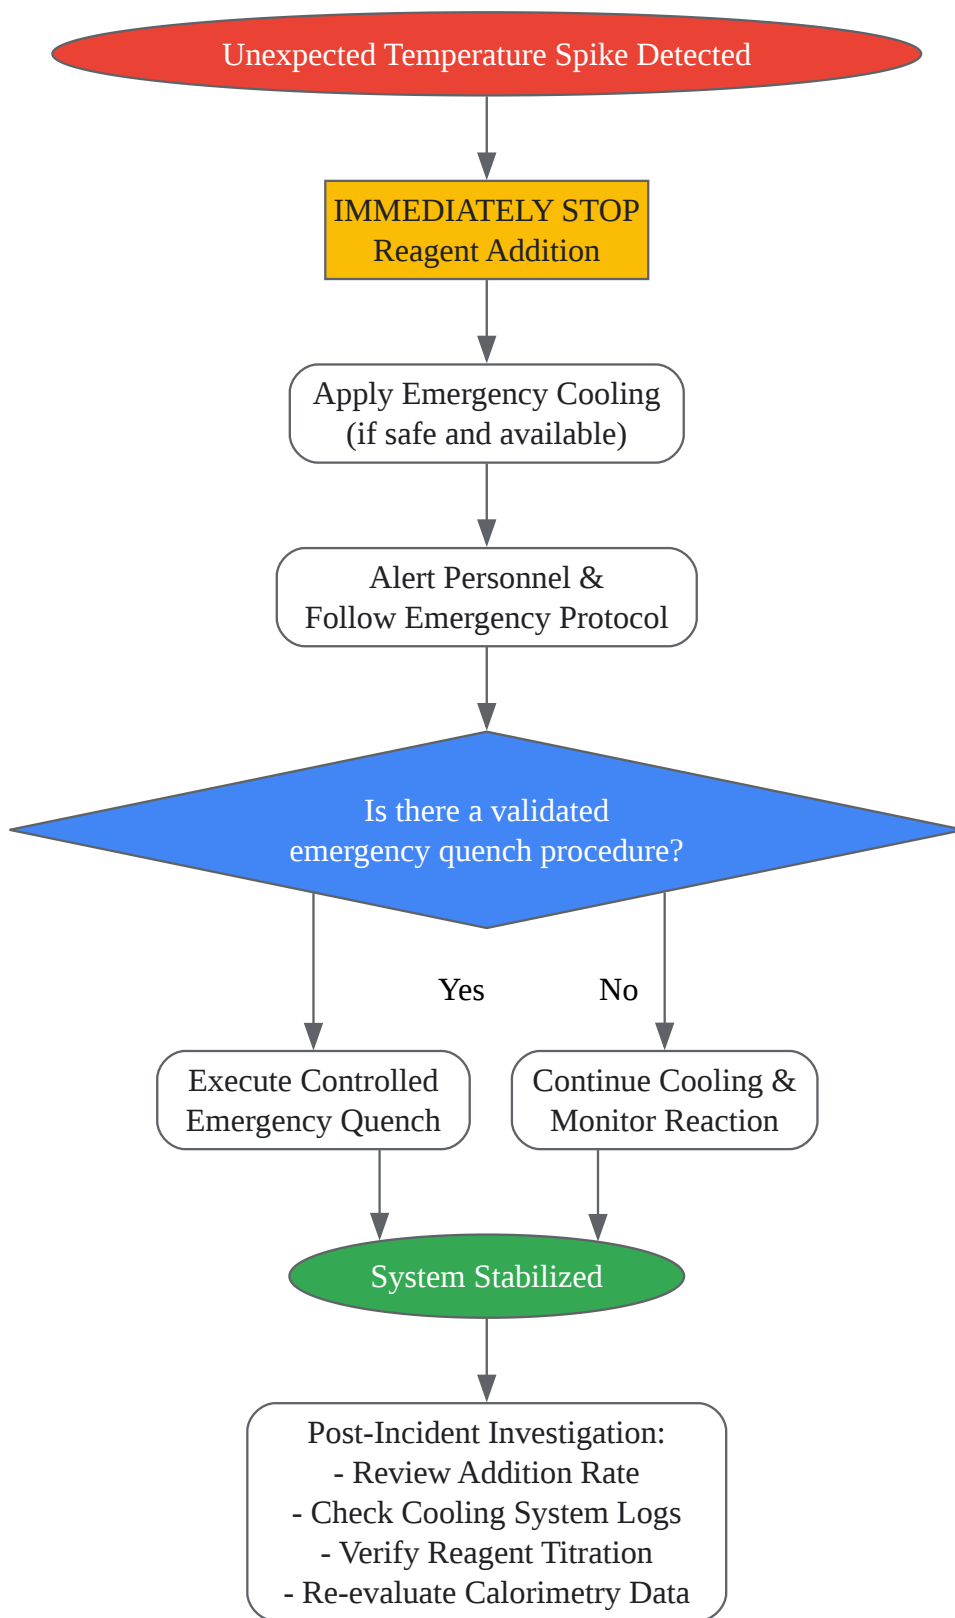 Unexpected Temperature Spike Detected
IMMEDIATELY STOP
Reagent Addition
Apply Emergency Cooling
(if safe and available)
Alert Personnel &
Follow Emergency Protocol
Is there a validated
emergency quench procedure?
Yes
No
Execute Controlled
Emergency Quench
Continue Cooling &
Monitor Reaction
System Stabilized
Post-Incident Investigation:
- Review Addition Rate
- Check Cooling System Logs
- Verify Reagent Titration
- Re-evaluate Calorimetry Data